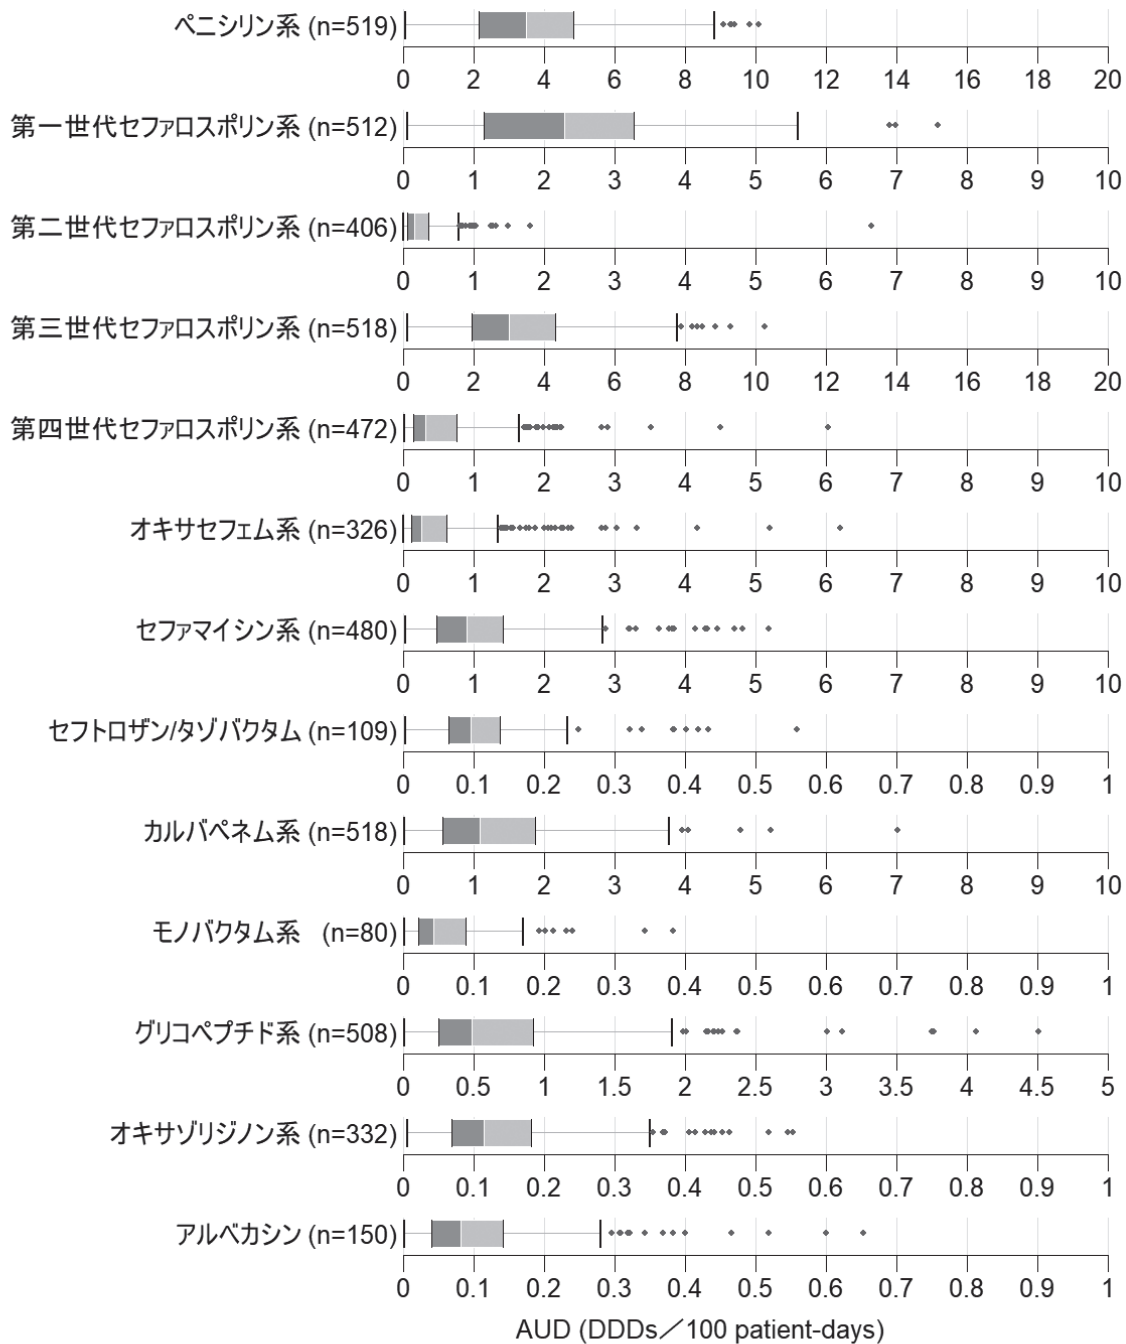 ペニシリン系 (n=519)
0 2 4 6 8 10 12 14 16 18 20
第一世代セファロスポリン系 (n=512)
0 1 2 3 4 5 6 7 8 9 10
第二世代セファロスポリン系 (n=406)
0 1 2 3 4 5 6 7 8 9 10
第三世代セファロスポリン系 (n=518)
0 2 4 6 8 10 12 14 16 18 20
第四世代セファロスポリン系 (n=472)
0 1 2 3 4 5 6 7 8 9 10
オキサセフェム系 (n=326)
0 1 2 3 4 5 6 7 8 9 10
セファマイシン系 (n=480)
0 1 2 3 4 5 6 7 8 9 10
セフトロザン/タゾバクタム (n=109)
0 0.1 0.2 0.3 0.4 0.5 0.6 0.7 0.8 0.9 1
カルバペネム系 (n=518)
0 1 2 3 4 5 6 7 8 9 10
モノバクタム系 (n=80)
0 0.1 0.2 0.3 0.4 0.5 0.6 0.7 0.8 0.9 1
グリコペプチド系 (n=508)
0 0.5 1 1.5 2 2.5 3 3.5 4 4.5 5
オキサゾリジノン系 (n=332)
0 0.1 0.2 0.3 0.4 0.5 0.6 0.7 0.8 0.9 1
アルベカシン (n=150)
0 0.1 0.2 0.3 0.4 0.5 0.6 0.7 0.8 0.9 1
AUD (DDDs／100 patient-days)